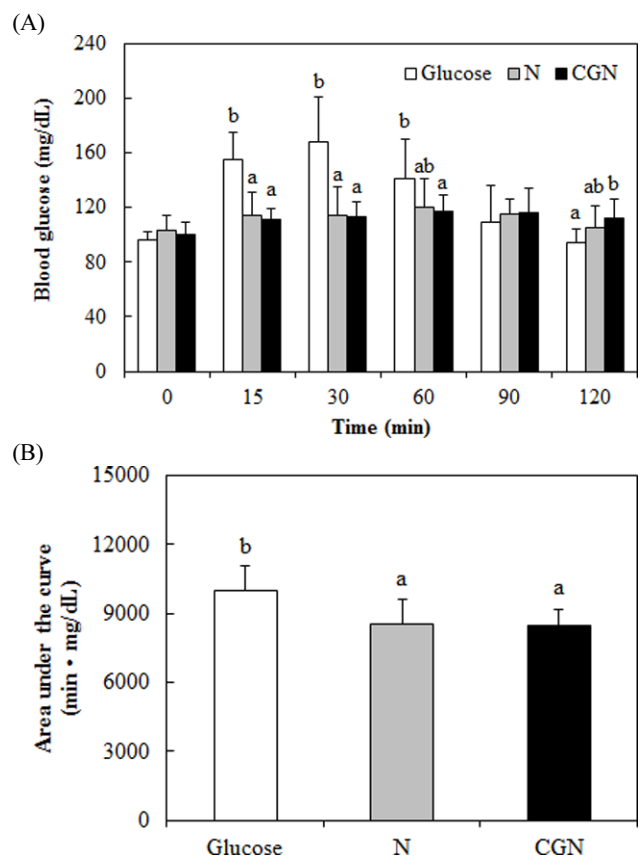 (A)
240
200
160
120
80
40
0
Blood glucose (mg/dL)
Glucose N CGN
b
a
a
b
a
a
b
ab
a
a
ab
b
0 15 30 60 90 120
Time (min)
(B)
15000
12000
9000
6000
3000
0
Area under the curve
(min • mg/dL)
b
a
a
Glucose N CGN